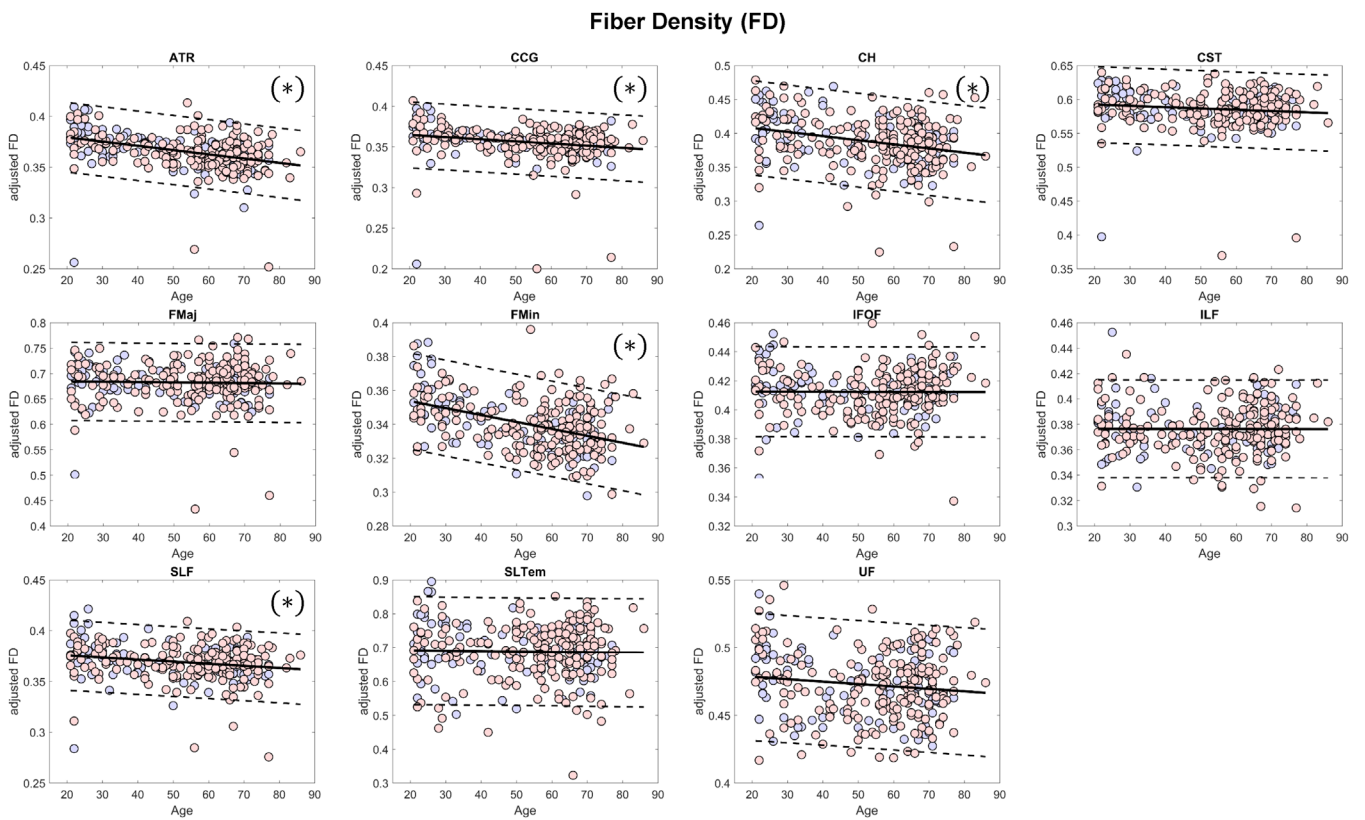 Fiber Density (FD)
ATR
(*)
adjusted FD
0.45
0.4
0.35
0.3
0.25
20 30 40 50 60 70 80 90
Age
CCG
(*)
adjusted FD
0.45
0.4
0.35
0.3
0.25
0.2
20 30 40 50 60 70 80 90
Age
CH
(*)
adjusted FD
0.5
0.45
0.4
0.35
0.3
0.25
0.2
20 30 40 50 60 70 80 90
Age
CST
adjusted FD
0.65
0.6
0.55
0.5
0.45
0.4
0.35
20 30 40 50 60 70 80 90
Age
FMaj
adjusted FD
0.8
0.75
0.7
0.65
0.6
0.55
0.5
0.45
0.4
20 30 40 50 60 70 80 90
Age
FMin
(*)
adjusted FD
0.4
0.38
0.36
0.34
0.32
0.3
0.28
20 30 40 50 60 70 80 90
Age
IFOF
adjusted FD
0.46
0.44
0.42
0.4
0.38
0.36
0.34
0.32
20 30 40 50 60 70 80 90
Age
ILF
adjusted FD
0.46
0.44
0.42
0.4
0.38
0.36
0.34
0.32
0.3
20 30 40 50 60 70 80 90
Age
SLF
(*)
adjusted FD
0.45
0.4
0.35
0.3
0.25
20 30 40 50 60 70 80 90
Age
SLTem
adjusted FD
0.9
0.8
0.7
0.6
0.5
0.4
0.3
20 30 40 50 60 70 80 90
Age
UF
adjusted FD
0.55
0.5
0.45
0.4
20 30 40 50 60 70 80 90
Age